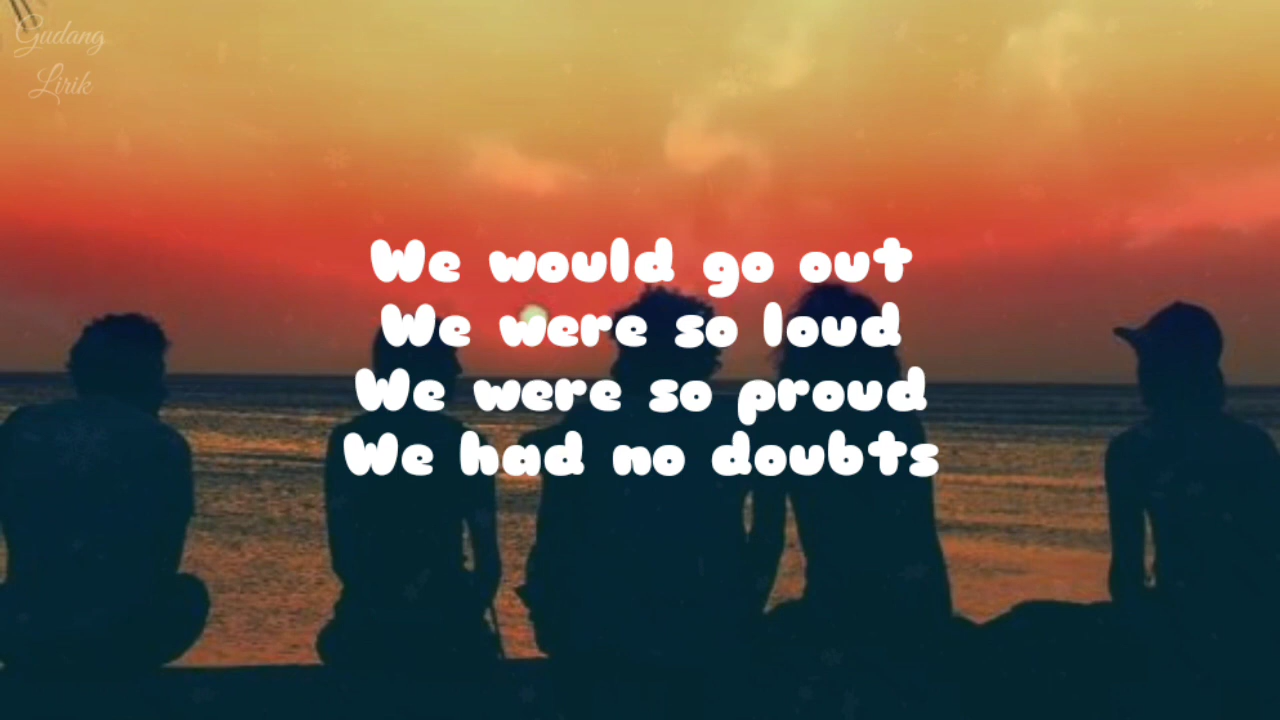 Gudang
Lirik
We would go out
We were so loud
We were so proud
We had no doubts